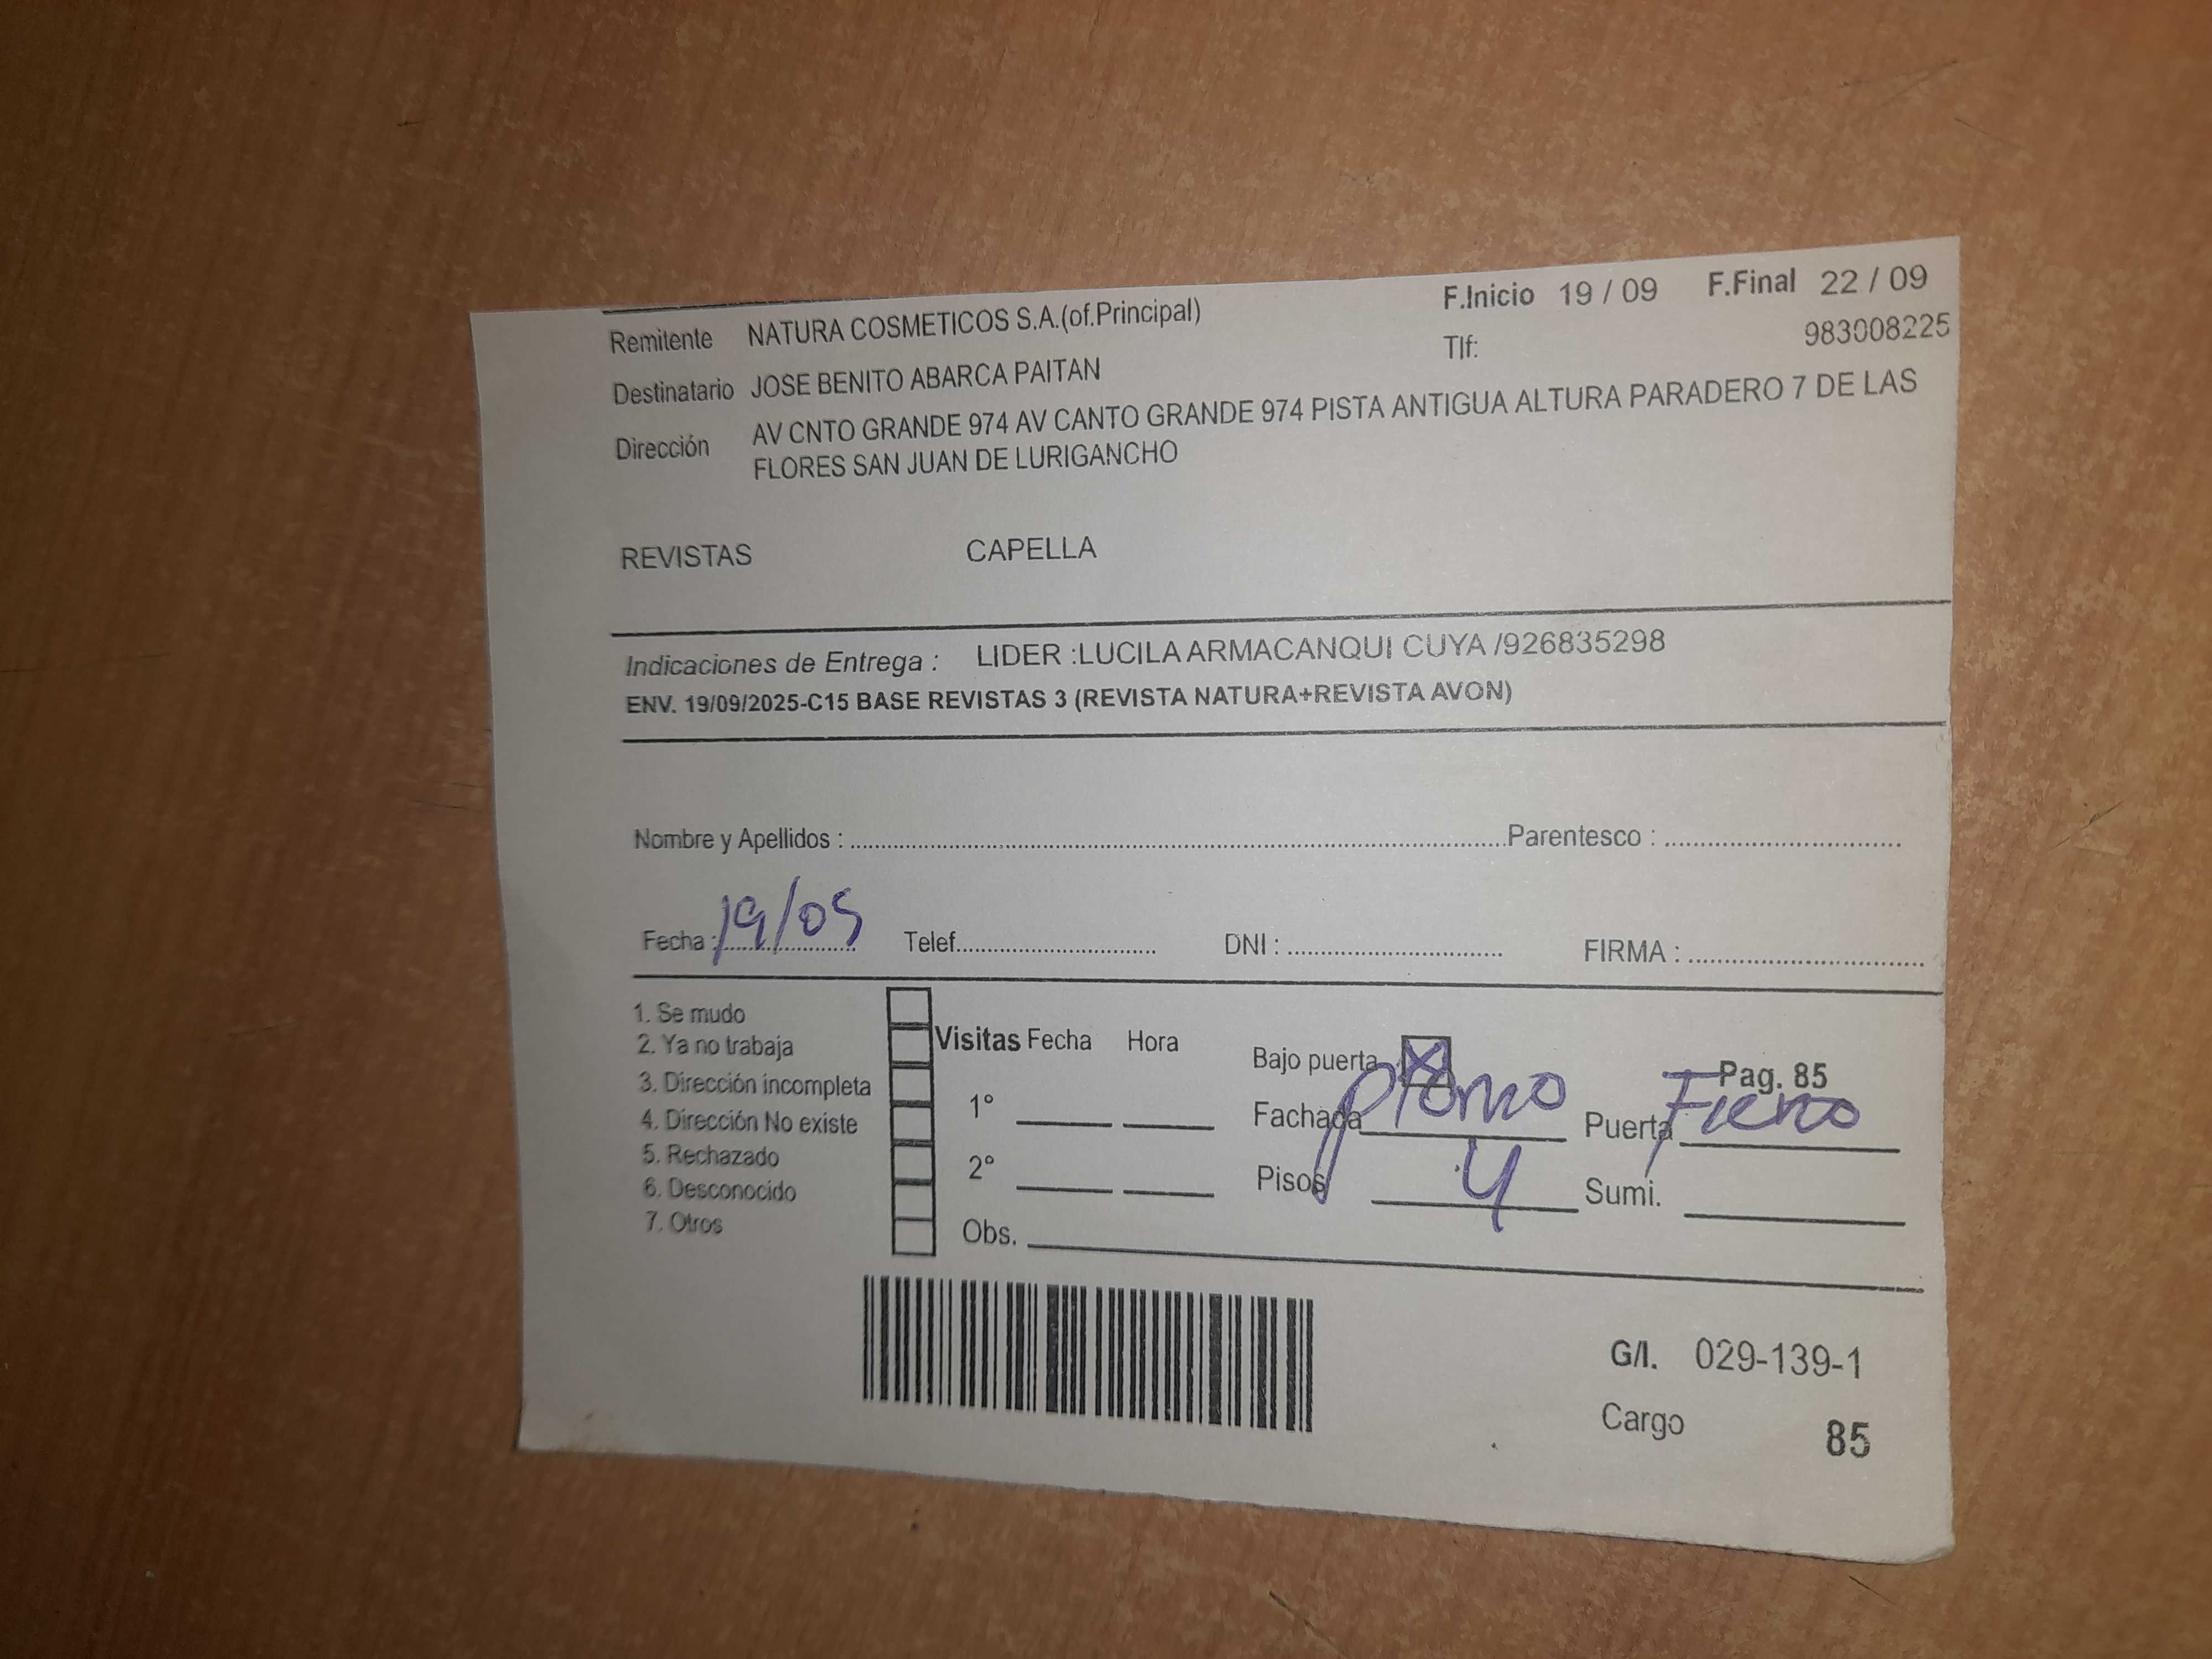 F.Inicio 19 / 09 F.Final 22 / 09
Remitente NATURA COSMETICOS S.A.(of.Principal)
Tlf: 983008225
Destinatario JOSE BENITO ABARCA PAITAN
Dirección AV CNTO GRANDE 974 AV CANTO GRANDE 974 PISTA ANTIGUA ALTURA PARADERO 7 DE LAS
FLORES SAN JUAN DE LURIGANCHO
REVISTAS CAPELLA
Indicaciones de Entrega : LIDER :LUCILA ARMACANQUI CUYA /926835298
ENV. 19/09/2025-C15 BASE REVISTAS 3 (REVISTA NATURA+REVISTA AVON)
Nombre y Apellidos : Parentesco :
Fecha : 19/09 Telef. DNI : FIRMA :
1. Se mudo
2. Ya no trabaja
3. Dirección incompleta
4. Dirección No existe
5. Rechazado
6. Desconocido
7. Otros
Visitas Fecha Hora
1°
2°
Obs.
Bajo puerta X Pag. 85
Fachada plomo Puerta Fierro
Pisos 4 Sumi.
G/I. 029-139-1
Cargo 85